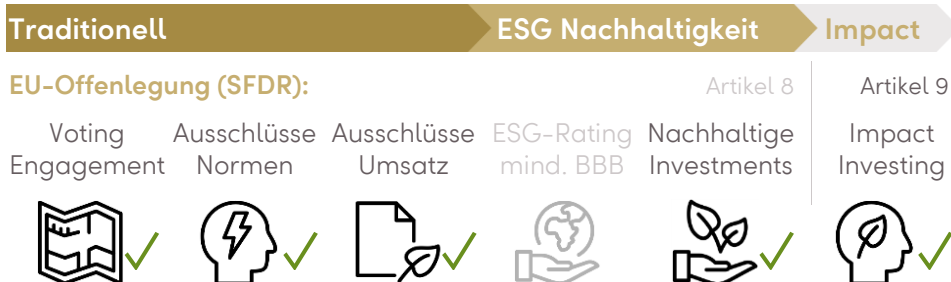 Traditionell ESG Nachhaltigkeit Impact
EU-Offenlegung (SFDR): Artikel 8 Artikel 9
Voting Ausschlüsse Ausschlüsse ESG-Rating Nachhaltige Impact
Engagement Normen Umsatz mind. BBB Investments Investing